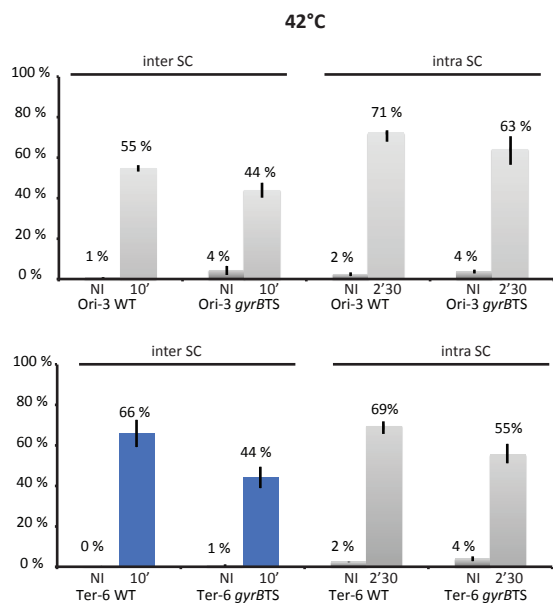 42°C
inter SC intra SC
100 %
80 %
60 %
40 %
20 %
0 %
1 % 55 % 4 % 44 % 2 % 71 % 4 % 63 %
NI 10’ NI 10’ NI 2’30 NI 2’30
Ori-3 WT Ori-3 gyrBTS Ori-3 WT Ori-3 gyrBTS
inter SC intra SC
100 %
80 %
60 %
40 %
20 %
0 %
0 % 66 % 1 % 44 % 2 % 69% 4 % 55%
NI 10’ NI 10’ NI 2’30 NI 2’30
Ter-6 WT Ter-6 gyrBTS Ter-6 WT Ter-6 gyrBTS